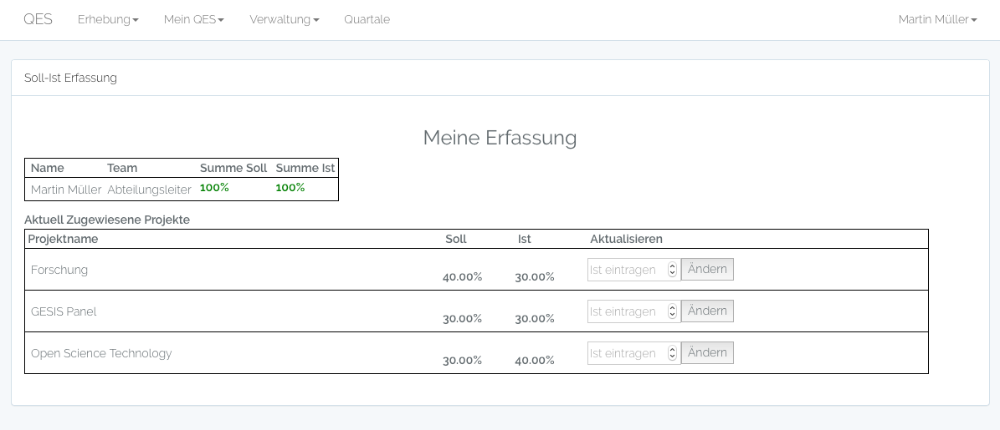 QES Erhebung Mein QES Verwaltung Quartale Martin Müller
Soll-Ist Erfassung
Meine Erfassung
Name Team Summe Soll Summe Ist
Martin Müller Abteilungsleiter 100% 100%
Aktuell Zugewiesene Projekte
Projektname Soll Ist Aktualisieren
Forschung 40.00% 30.00% Ist eintragen Ändern
GESIS Panel 30.00% 30.00% Ist eintragen Ändern
Open Science Technology 30.00% 40.00% Ist eintragen Ändern